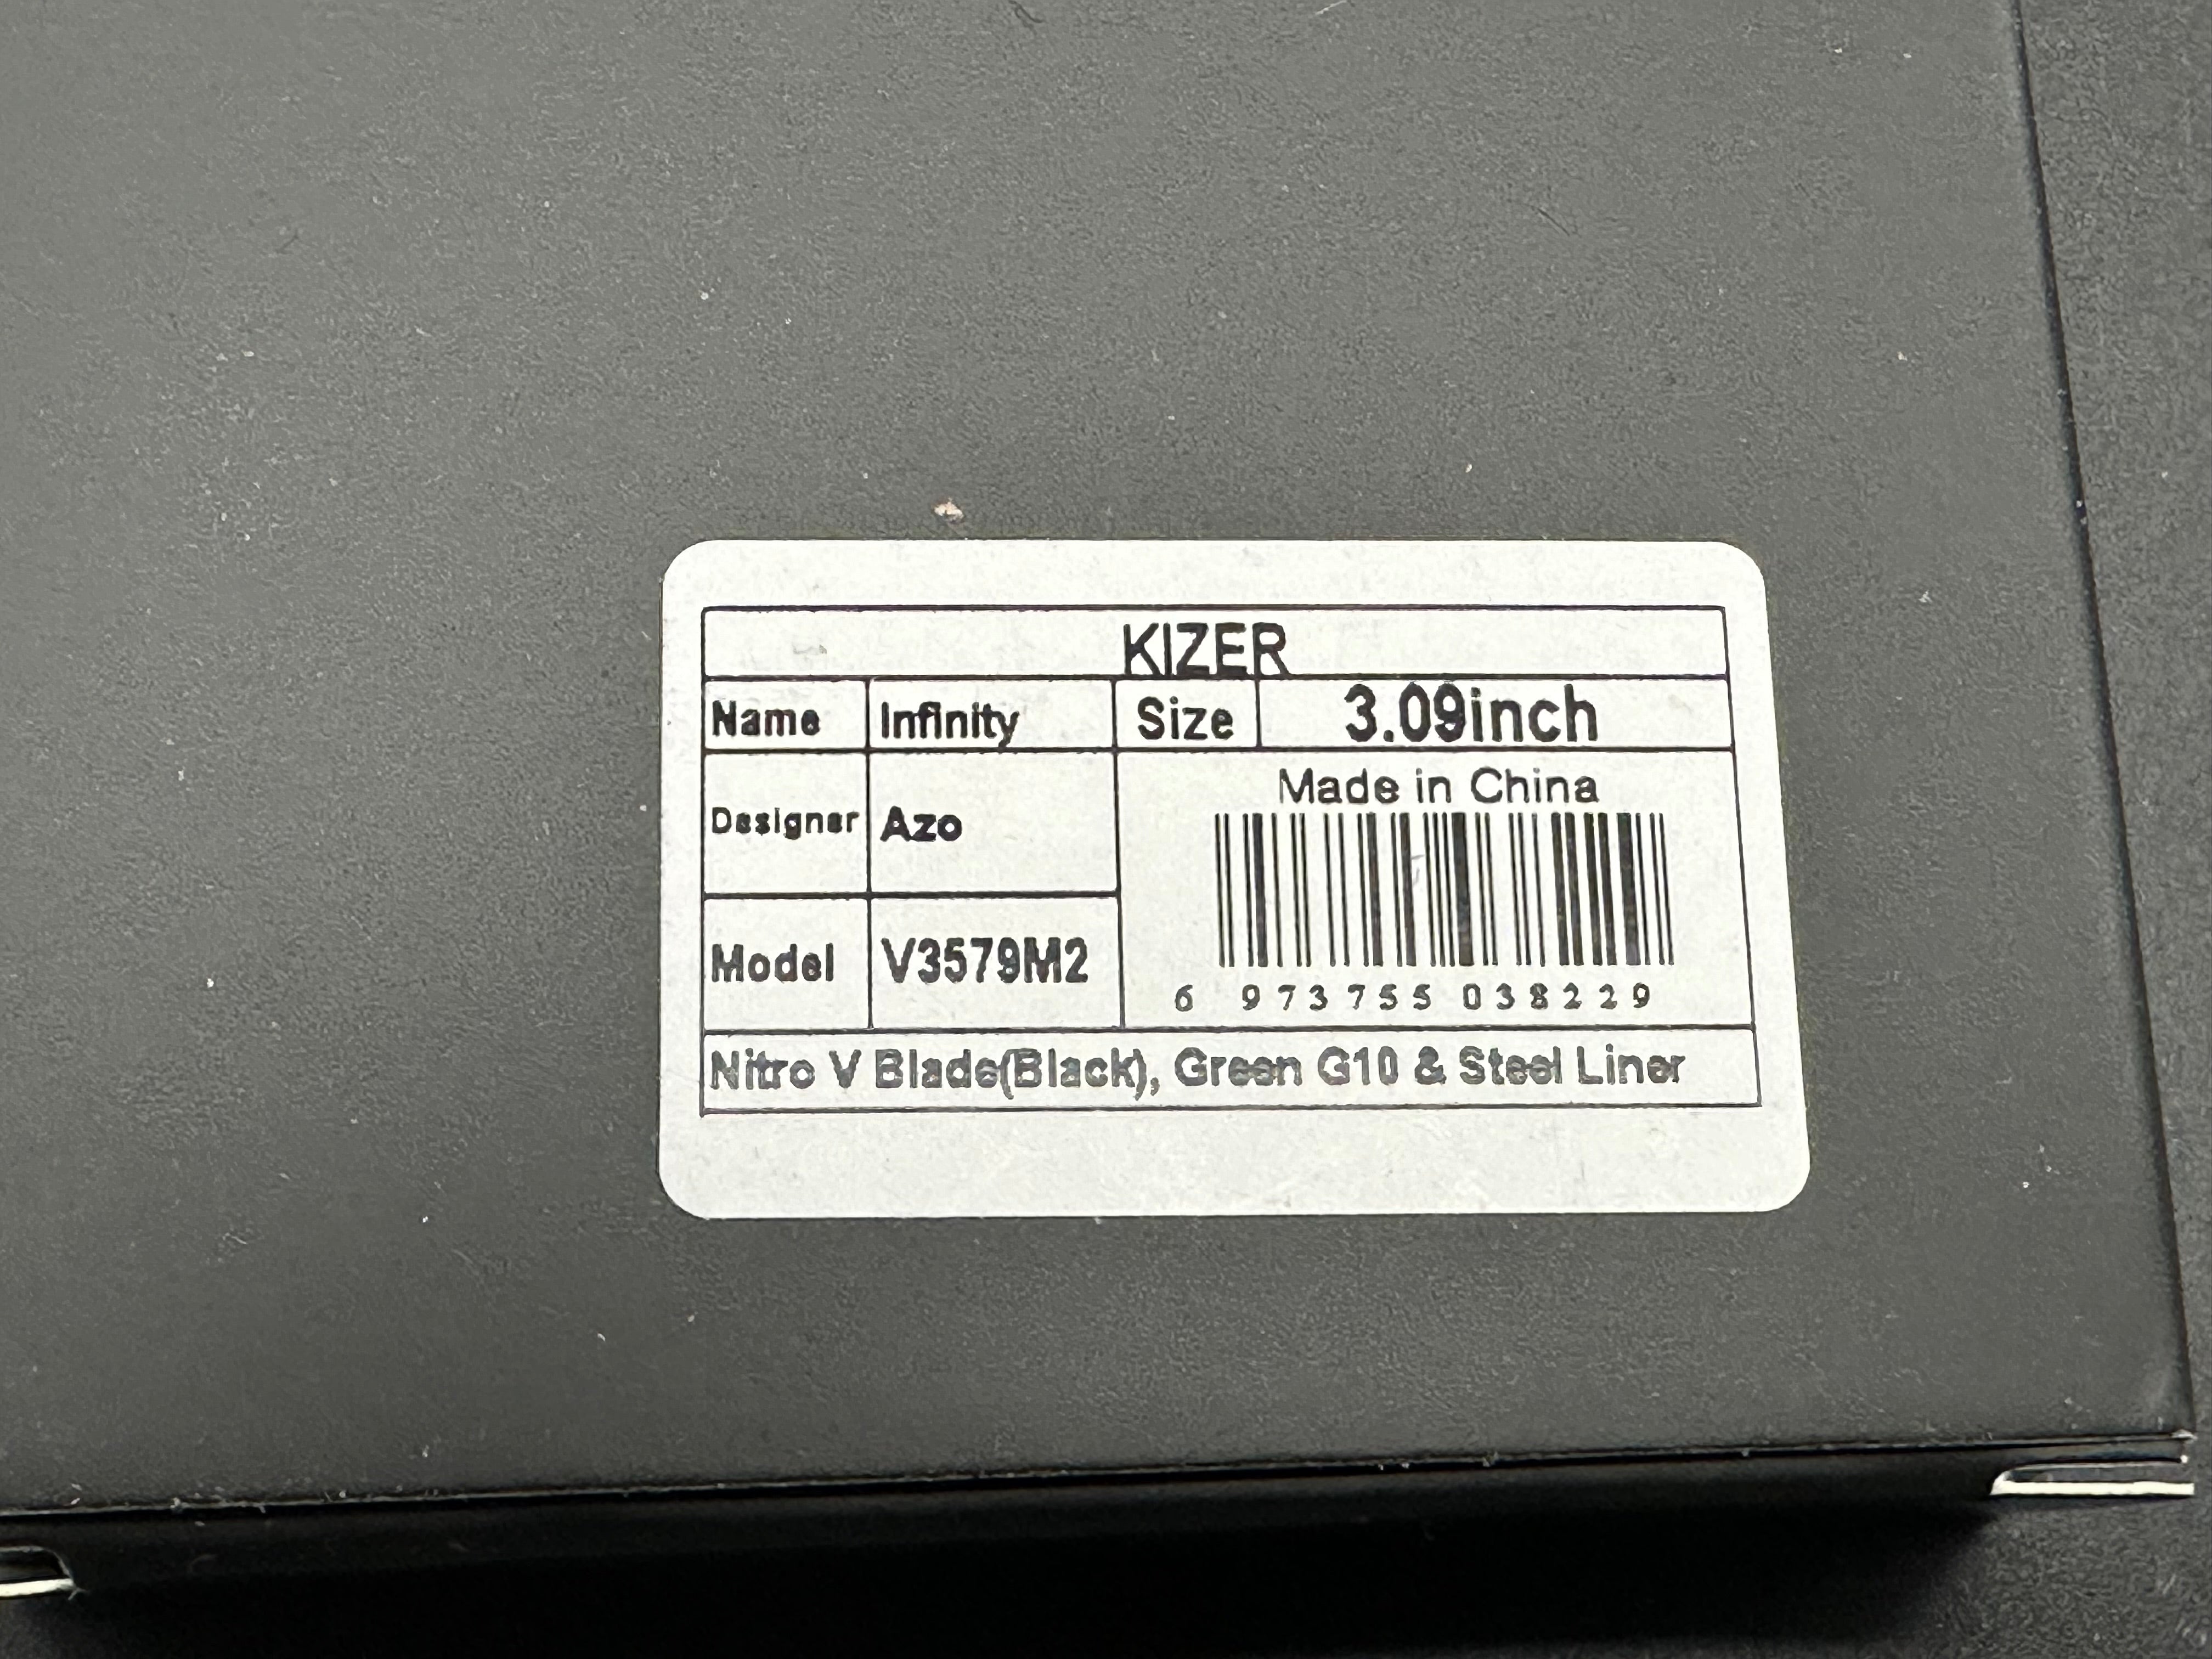 KIZER
Name Infinity Size 3.09inch
Made in China
Designer Azo
Model V3579M2
6 973755 038229
Nitro V Blade(Black), Green G10 & Steel Liner